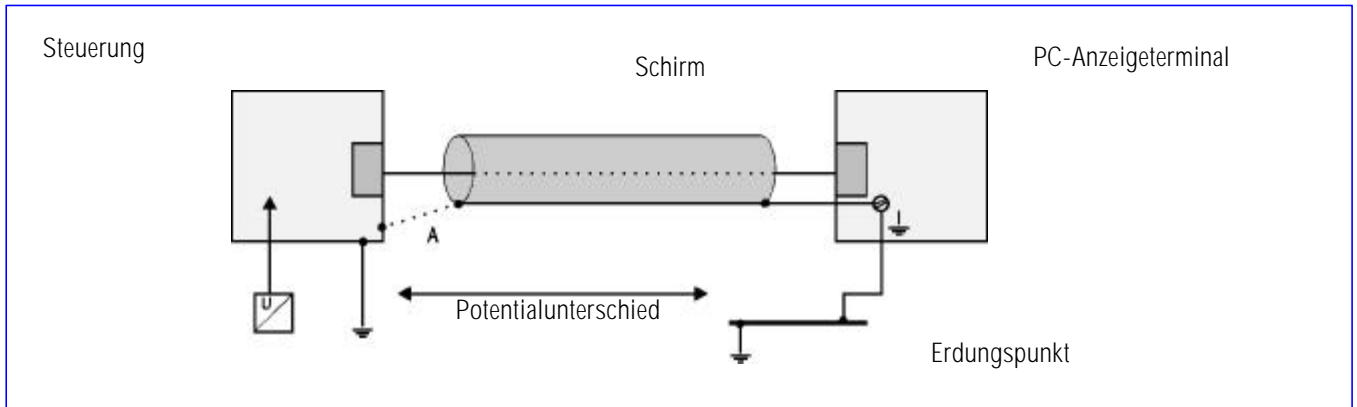 Steuerung
Schirm
PC-Anzeigeterminal
A
U
Potentialunterschied
Erdungspunkt